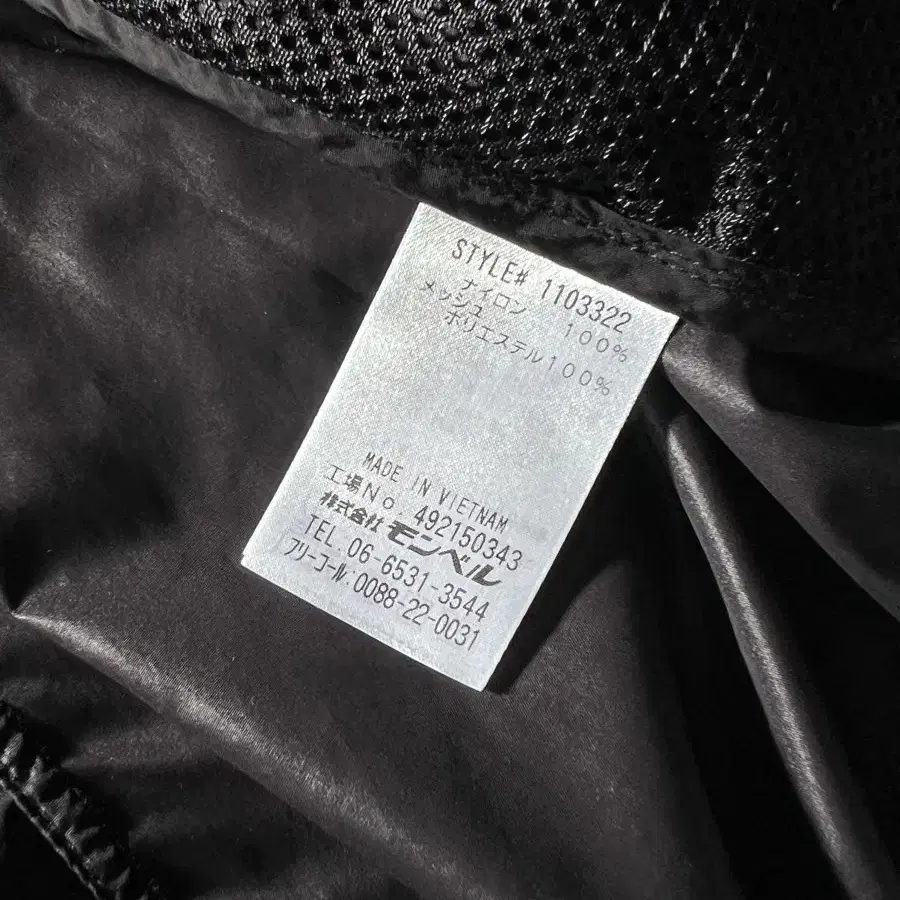 STYLE# 1103322
ナイロン 100%
メッシュ
ポリエステル100%
MADE IN VIETNAM
工場No 492150343
株式会社モンベル
TEL.06-6531-3544
フリーコール:0088-22-0031